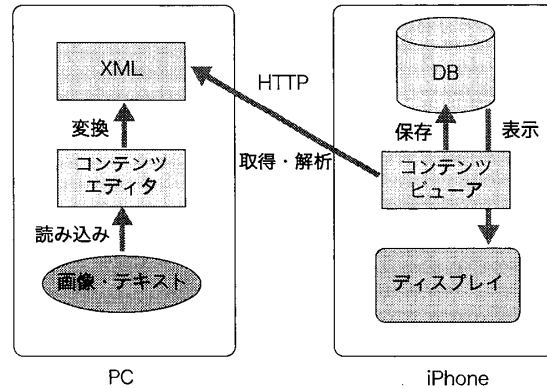 XML
変換
コンテンツ
エディタ
読み込み
画像・テキスト
PC
HTTP
取得・解析
DB
保存
表示
コンテンツ
ビューア
ディスプレイ
iPhone